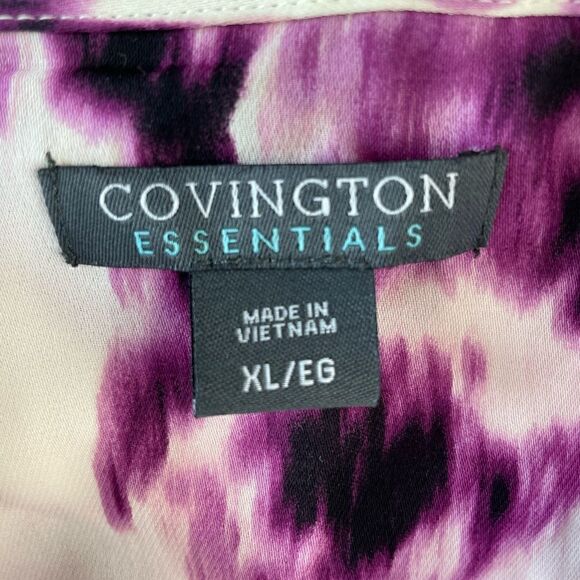 COVINGTON
ESSENTIALS
MADE IN
VIETNAM
XL/EG